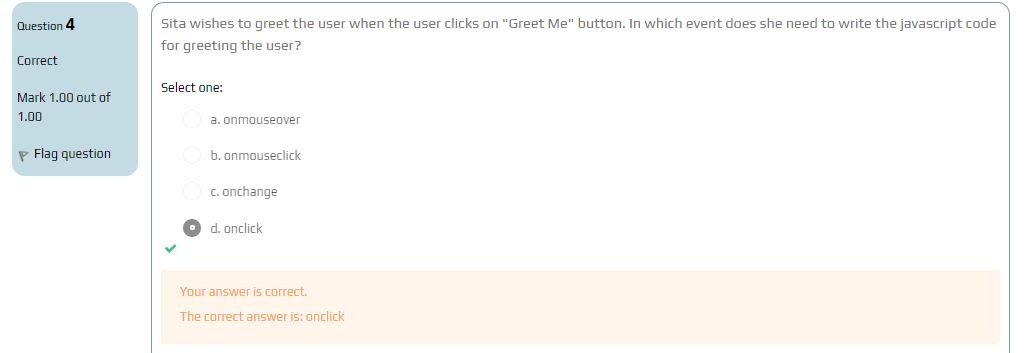 Question 4
Correct
Mark 1.00 out of
1.00
Flag question
Sita wishes to greet the user when the user clicks on "Greet Me" button. In which event does she need to write the javascript code
for greeting the user?
Select one:
a. onmouseover
b. onmouseclick
c. onchange
d. onclick
Your answer is correct.
The correct answer is: onclick